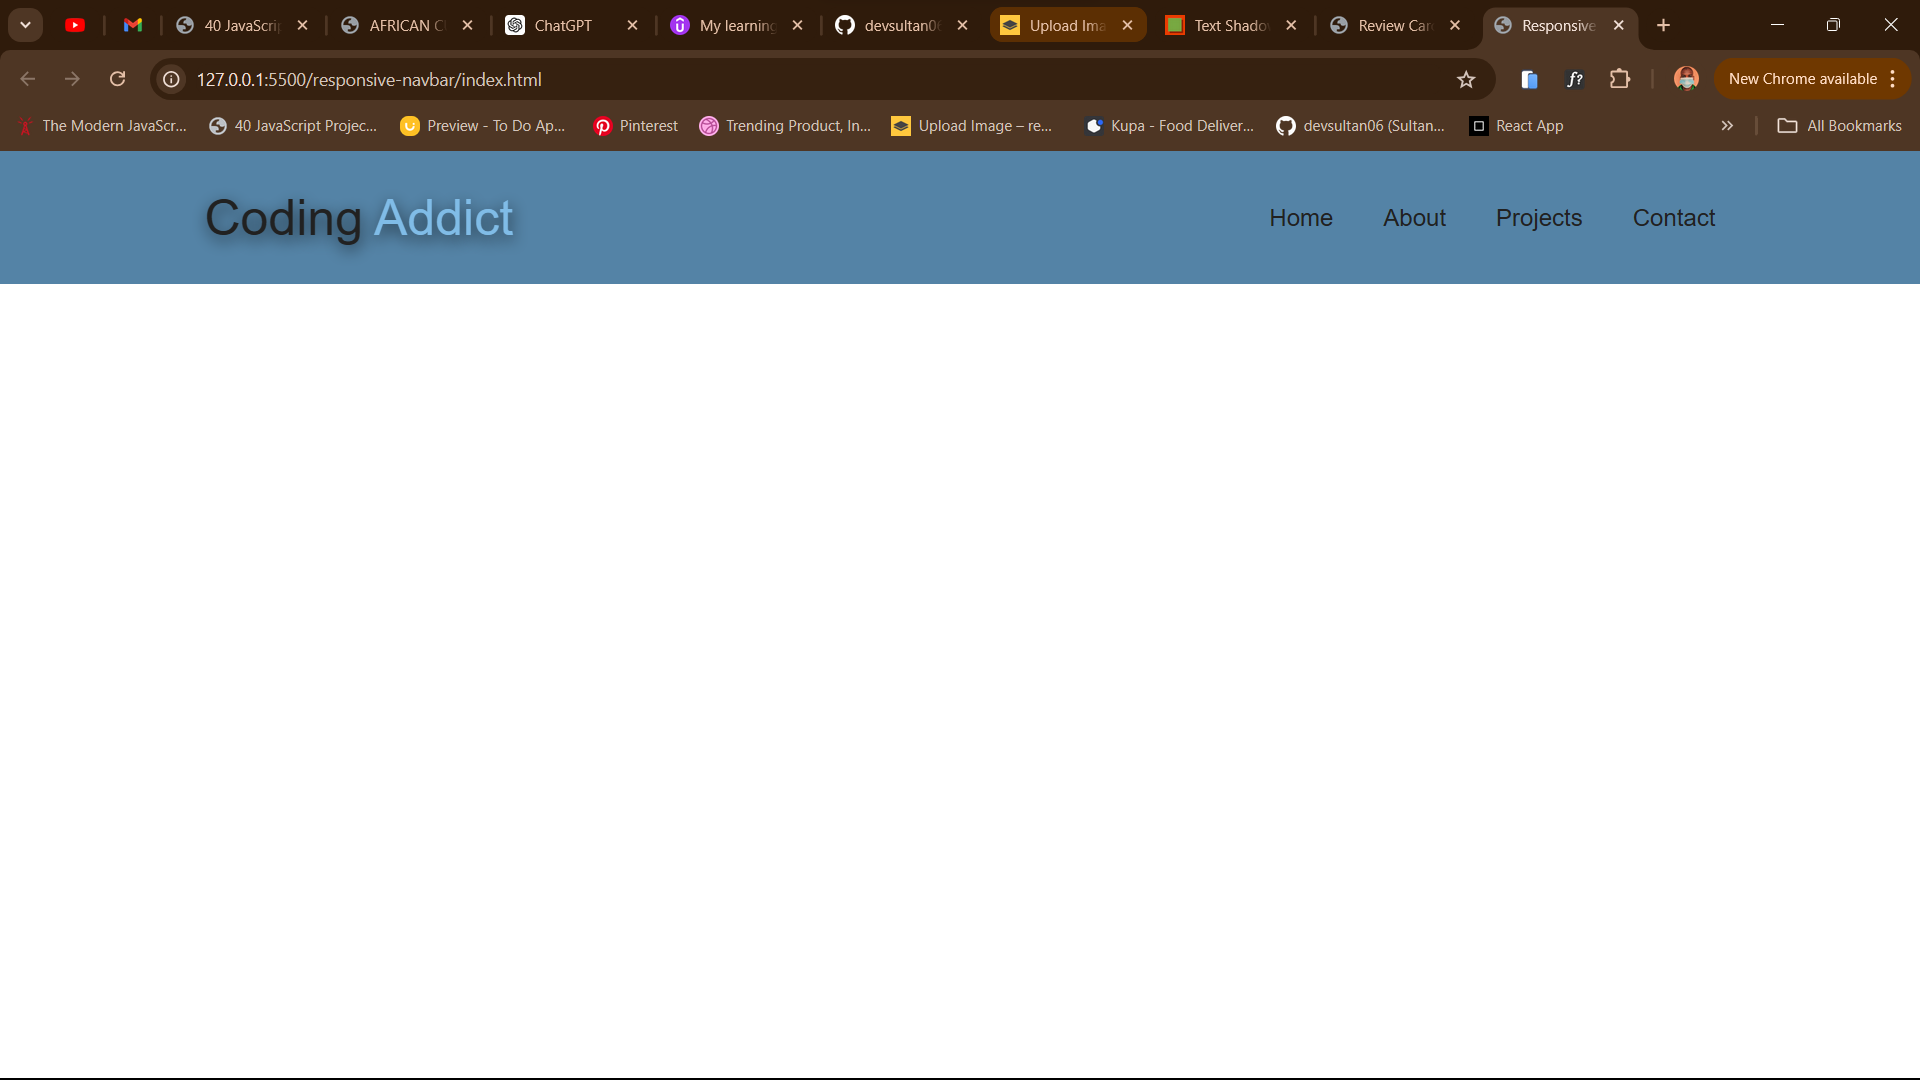 40 JavaScri
AFRICAN C
ChatGPT
My learning
devsultan06
Upload Ima
Text Shado
Review Car
Responsive
127.0.0.1:5500/responsive-navbar/index.html
f?
New Chrome available
The Modern JavaScr...
40 JavaScript Projec...
Preview - To Do Ap...
Pinterest
Trending Product, In...
Upload Image – re...
Kupa - Food Deliver...
devsultan06 (Sultan...
React App
All Bookmarks
Coding Addict
Home
About
Projects
Contact